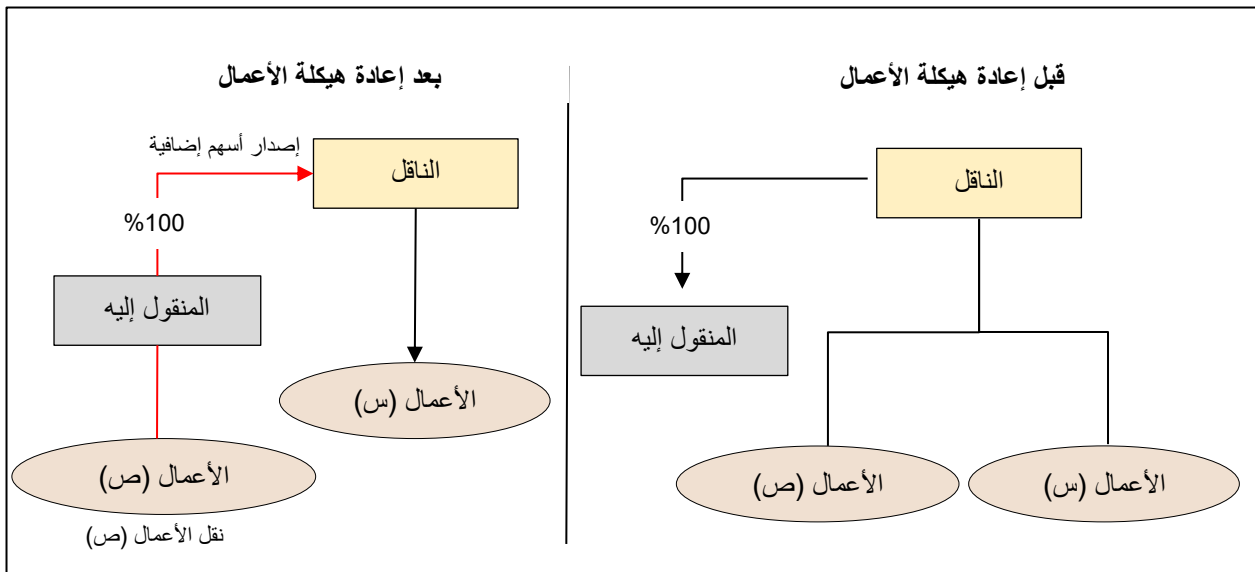 قبل إعادة هيكلة الأعمال
الناقل
%100
المنقول إليه
الأعمال (س)
الأعمال (ص)
بعد إعادة هيكلة الأعمال
إصدار أسهم إضافية
الناقل
%100
المنقول إليه
الأعمال (س)
الأعمال (ص)
نقل الأعمال (ص)